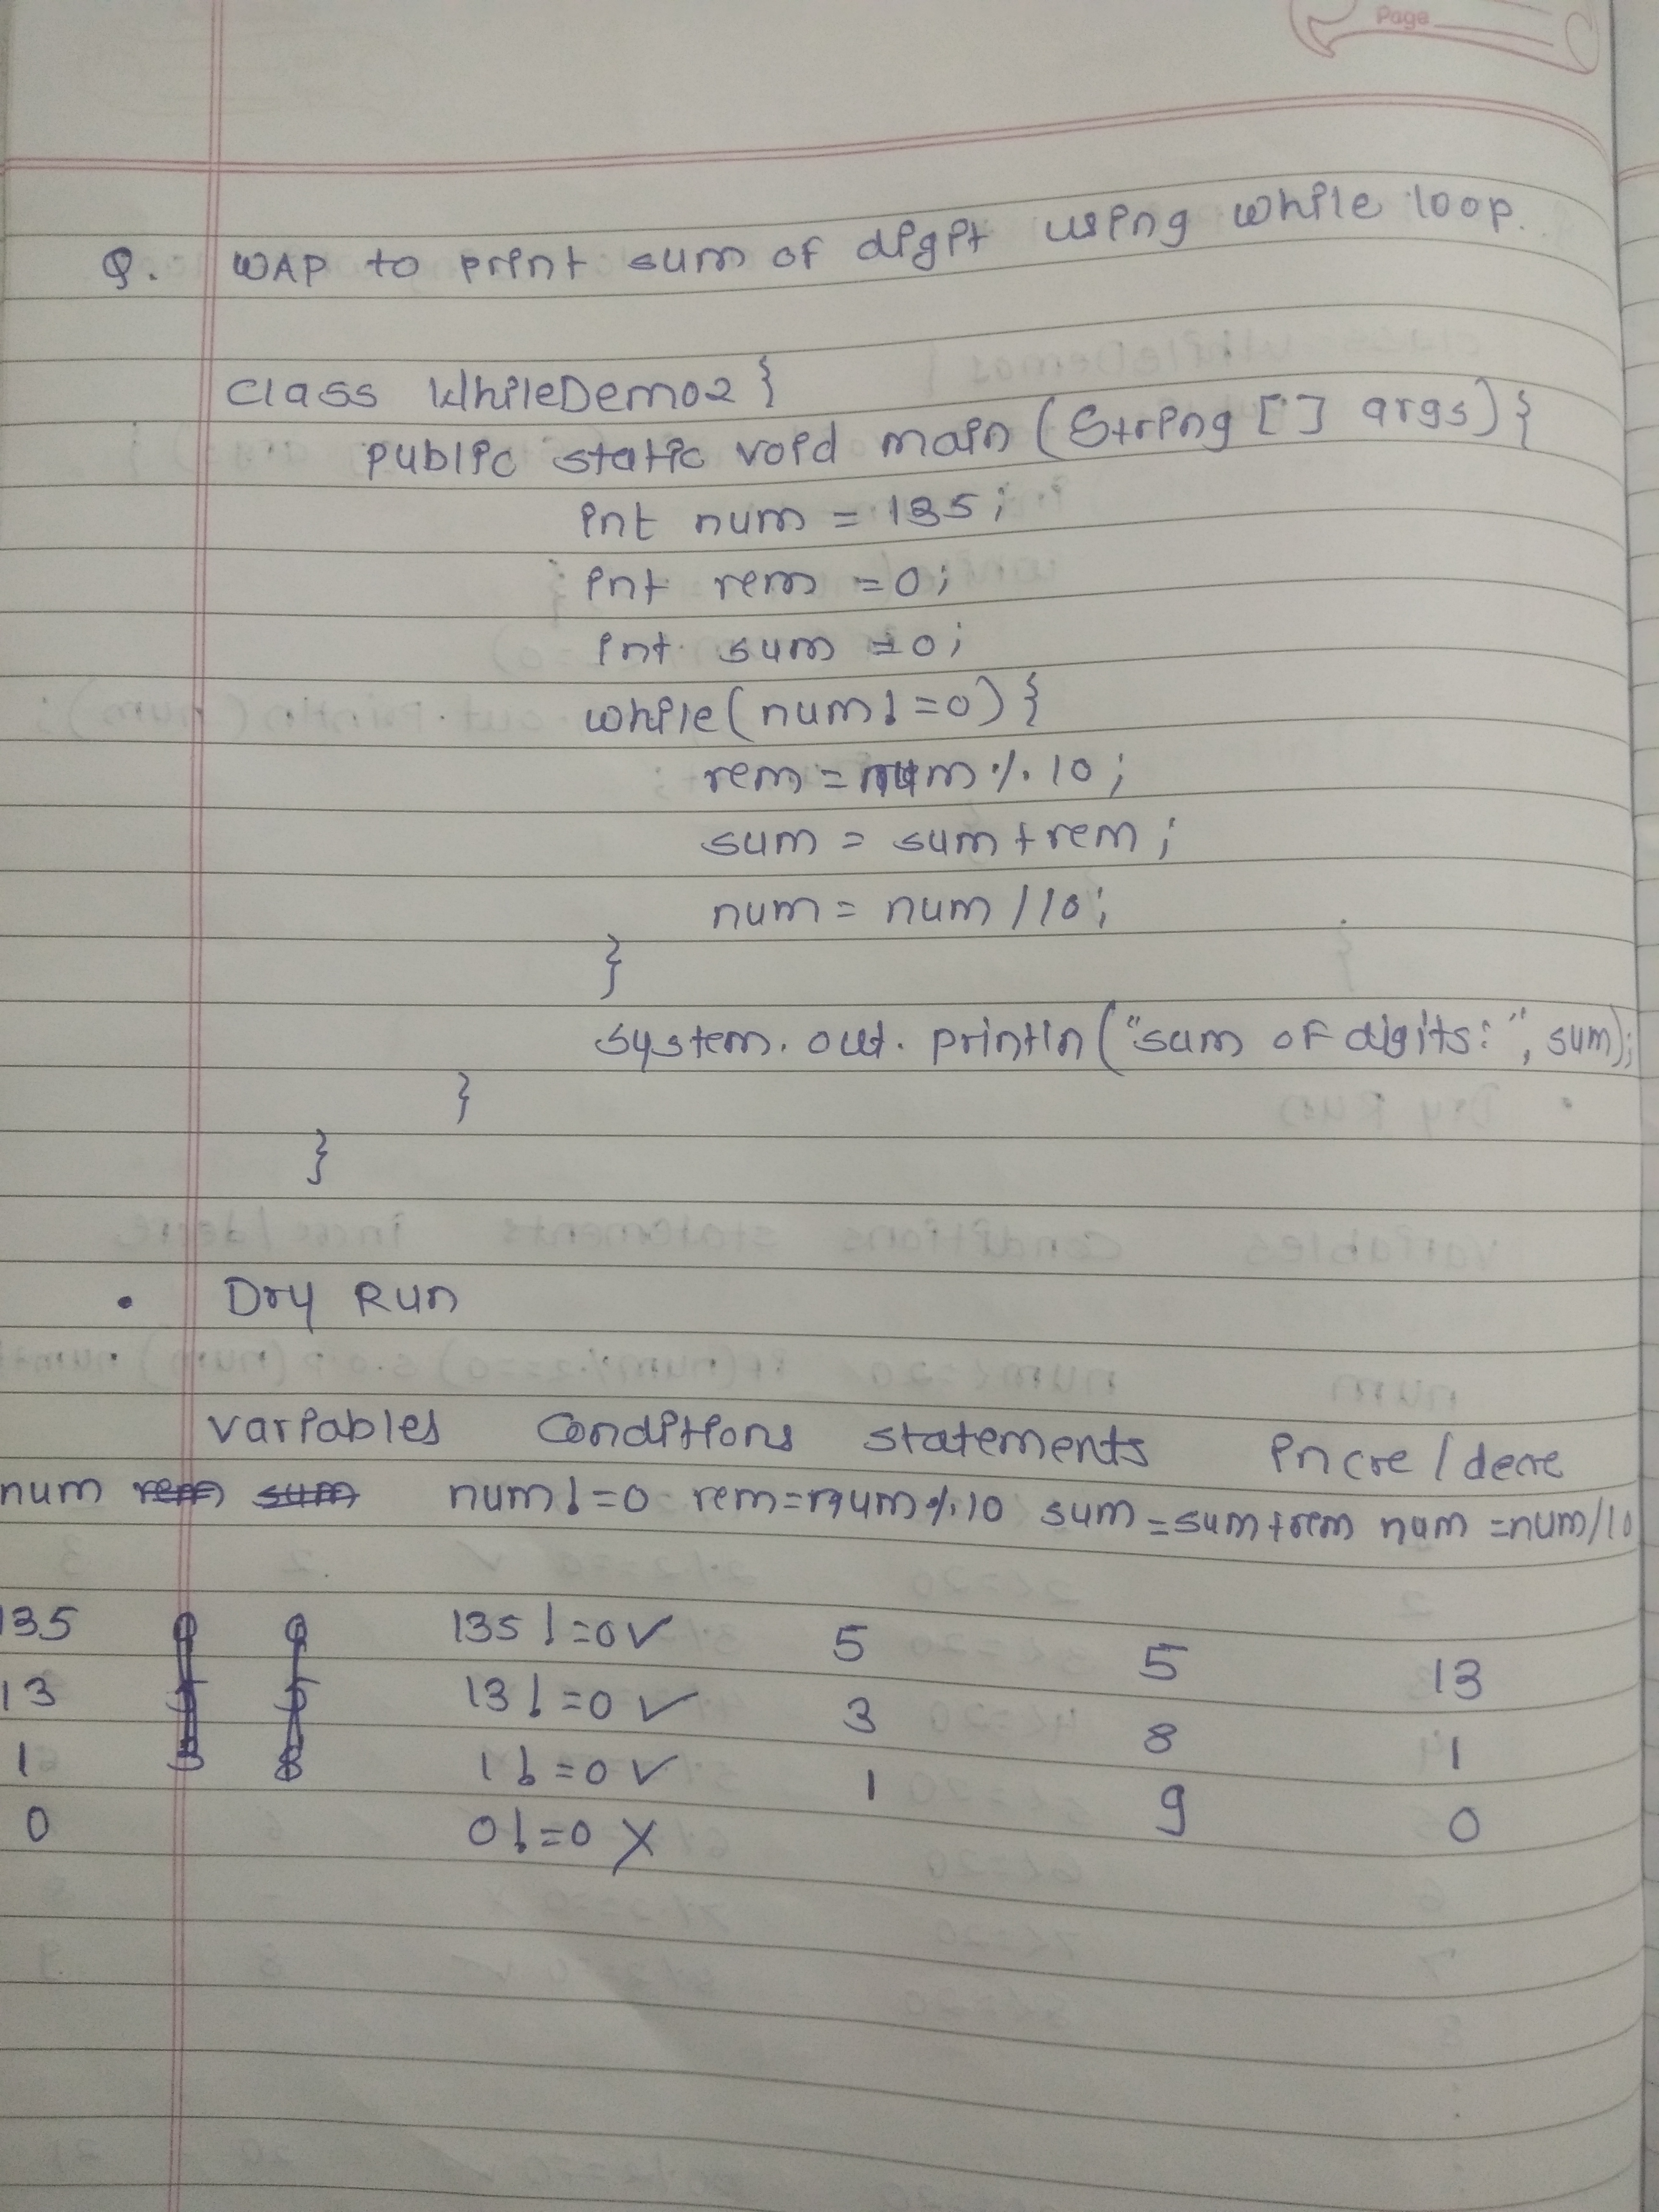 Page
Q. WAP to print sum of digit using while loop.
class WhileDemo2 {
public static void main (String [] args) {
int num = 135;
int rem = 0;
int sum = 0;
while(num != 0) {
rem = num % 10;
sum = sum + rem;
num = num / 10;
}
system.out.println("sum of digits:", sum);
}
}
• Dry Run
variables conditions statements incre/decre
num rem sum num != 0 rem=num%10 sum=sum+rem num=num/10
135 0 0 135 != 0 ✓ 5 5 13
13 5 5 13 != 0 ✓ 3 8 1
1 3 8 1 != 0 ✓ 1 9 0
0 0 != 0 X